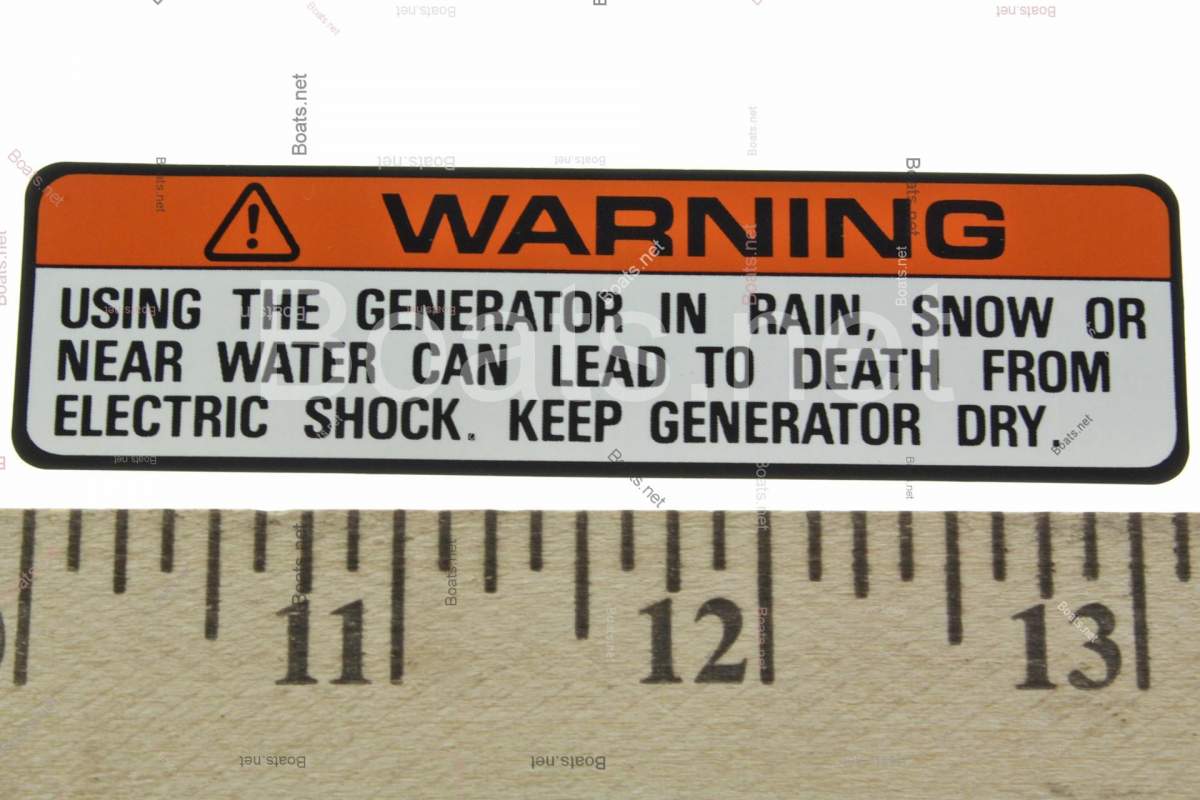 WARNING
USING THE GENERATOR IN RAIN, SNOW OR
NEAR WATER CAN LEAD TO DEATH FROM
ELECTRIC SHOCK. KEEP GENERATOR DRY.
Boats.net
11 12 13